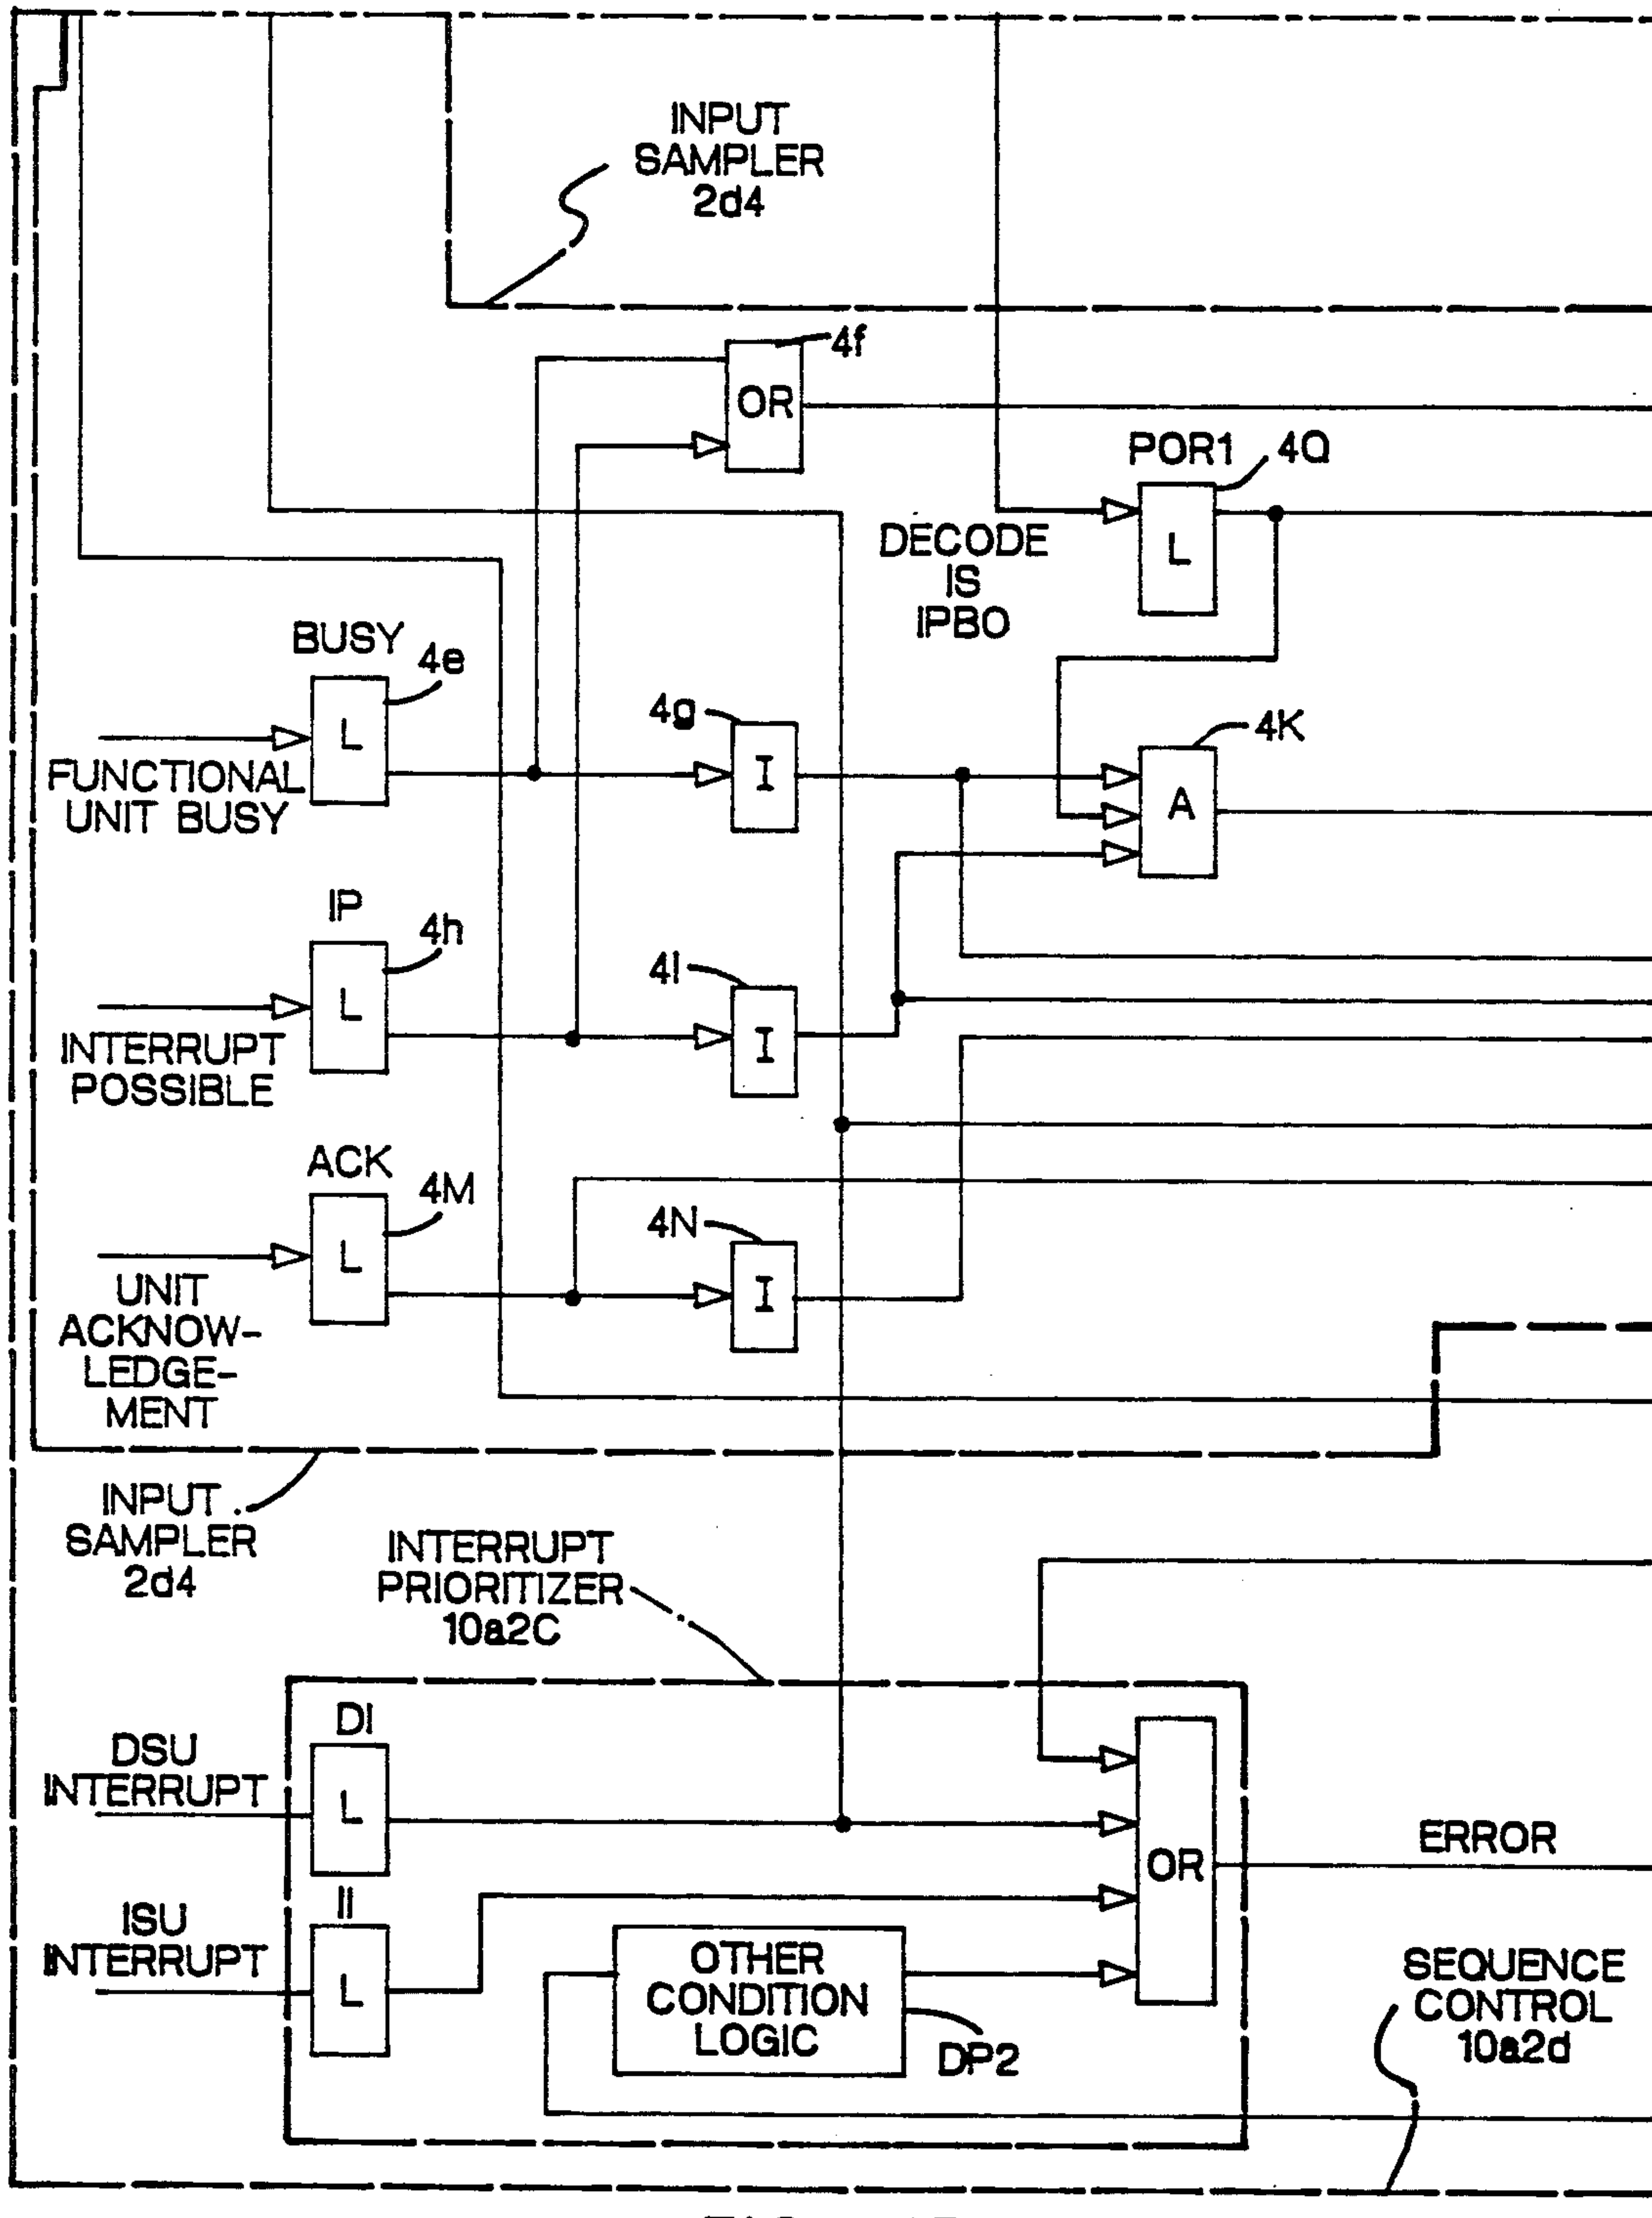 INPUT
SAMPLER
2d4
4f
OR
POR1
4Q
L
DECODE
IS
IPBO
BUSY
4e
L
FUNCTIONAL
UNIT BUSY
4g
I
4K
A
IP
4h
L
INTERRUPT
POSSIBLE
4I
I
ACK
4M
L
UNIT
ACKNOW-
LEDGE-
MENT
4N
I
INPUT
SAMPLER
2d4
INTERRUPT
PRIORITIZER
10a2C
DSU
INTERRUPT
DI
L
OR
ERROR
ISU
INTERRUPT
II
L
OTHER
CONDITION
LOGIC
DP2
SEQUENCE
CONTROL
10a2d